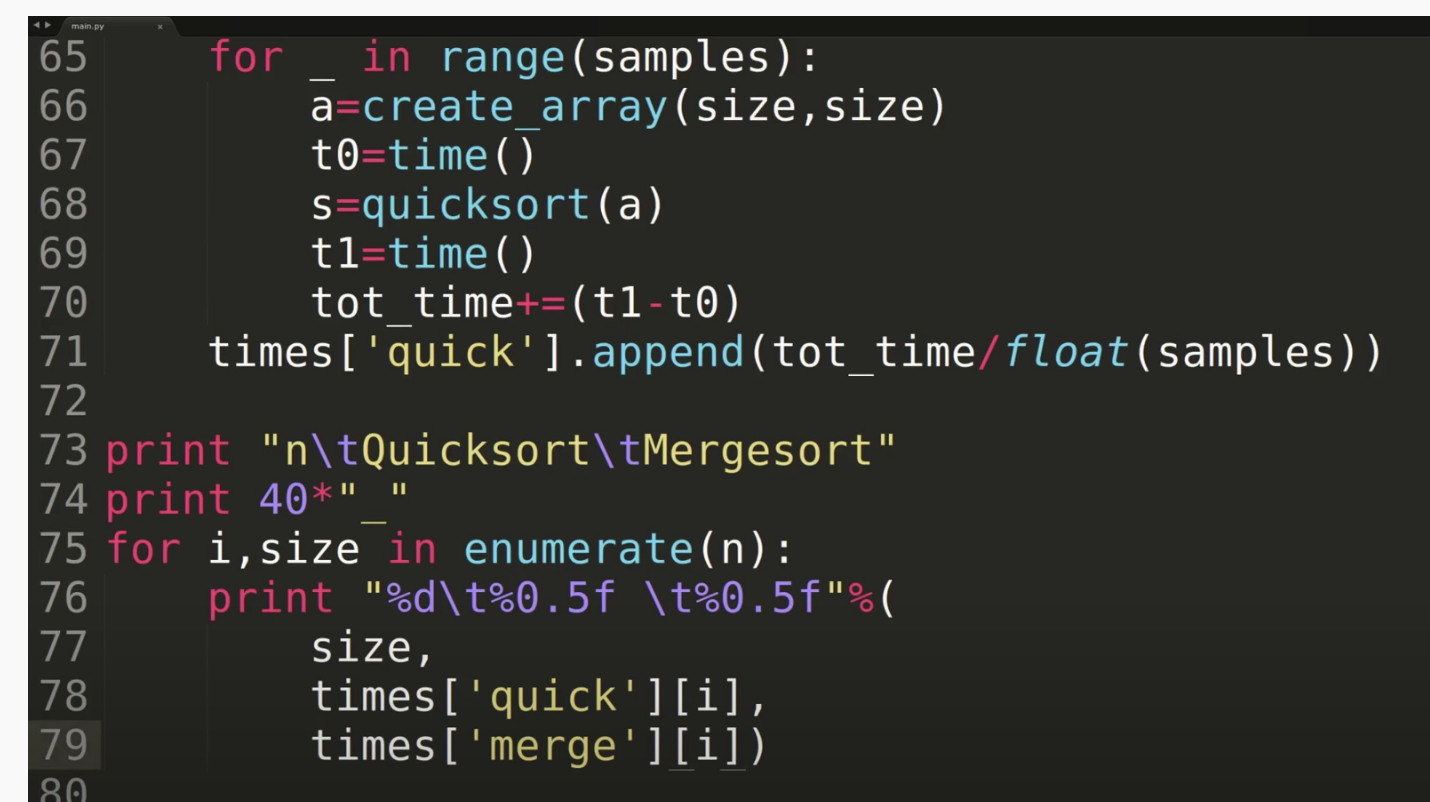 main.py x
65 for _ in range(samples):
66 a=create_array(size,size)
67 t0=time()
68 s=quicksort(a)
69 t1=time()
70 tot_time+=(t1-t0)
71 times['quick'].append(tot_time/float(samples))
72
73 print "n\tQuicksort\tMergesort"
74 print 40*"_"
75 for i,size in enumerate(n):
76 print "%d\t%0.5f \t%0.5f"%(
77 size,
78 times['quick'][i],
79 times['merge'][i])
80